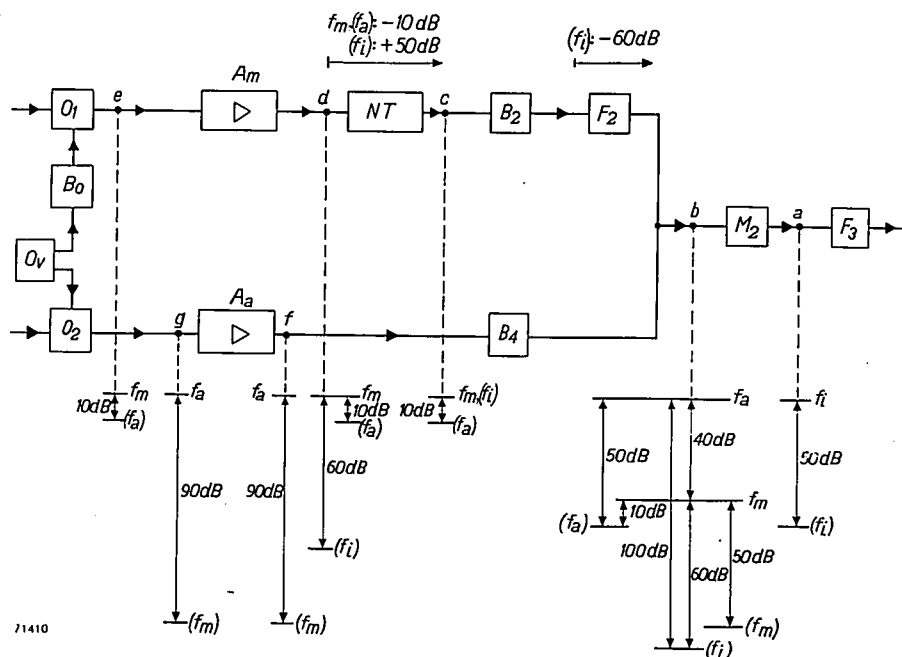 fm,(fa): -10dB
(fi): +50dB
(fi): -60dB
Am
O1
e
d
NT
c
B2
F2
Bo
b
M2
a
F3
Ov
Aa
O2
g
f
B4
fm
10dB
(fa)
fa
90dB
(fm)
fa
90dB
(fm)
fm
10dB
(fa)
60dB
(fi)
fm,(fi)
10dB
(fa)
fa
50dB
40dB
fm
10dB
(fa)
100dB
60dB
50dB
(fm)
(fi)
fi
50dB
(fi)
71410